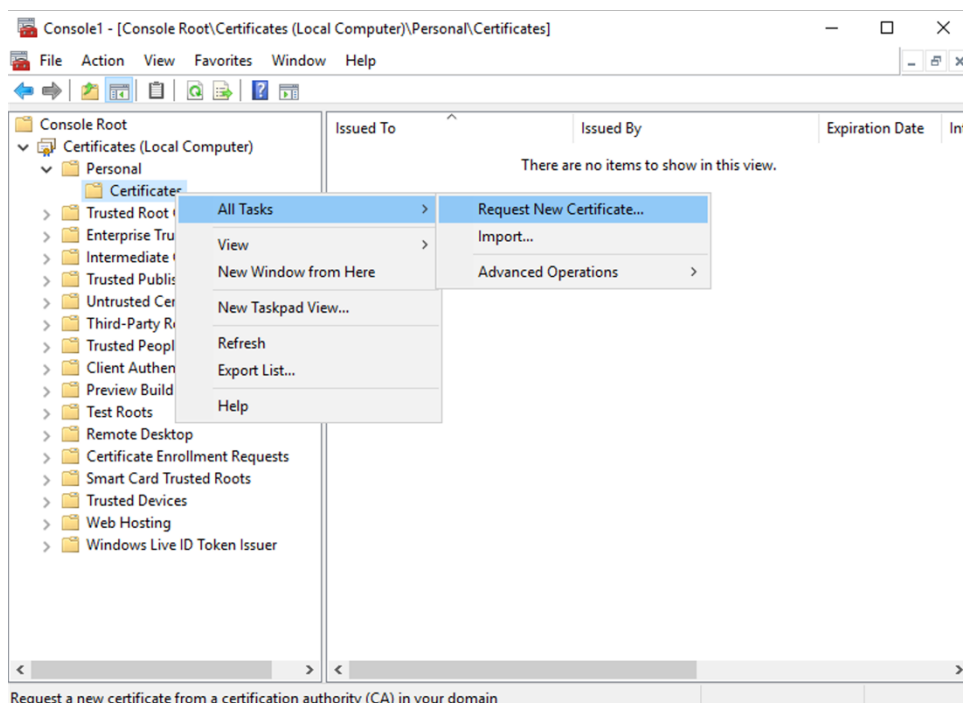 Console1 - [Console Root\Certificates (Local Computer)\Personal\Certificates]
File Action View Favorites Window Help
Console Root
Certificates (Local Computer)
Personal
Certificates
Trusted Root
Enterprise Tru
Intermediate
Trusted Publis
Untrusted Cer
Third-Party R
Trusted Peopl
Client Authen
Preview Build
Test Roots
Remote Desktop
Certificate Enrollment Requests
Smart Card Trusted Roots
Trusted Devices
Web Hosting
Windows Live ID Token Issuer
Issued To Issued By Expiration Date In
There are no items to show in this view.
All Tasks
View
New Window from Here
New Taskpad View...
Refresh
Export List...
Help
Request New Certificate...
Import...
Advanced Operations
Request a new certificate from a certification authority (CA) in your domain